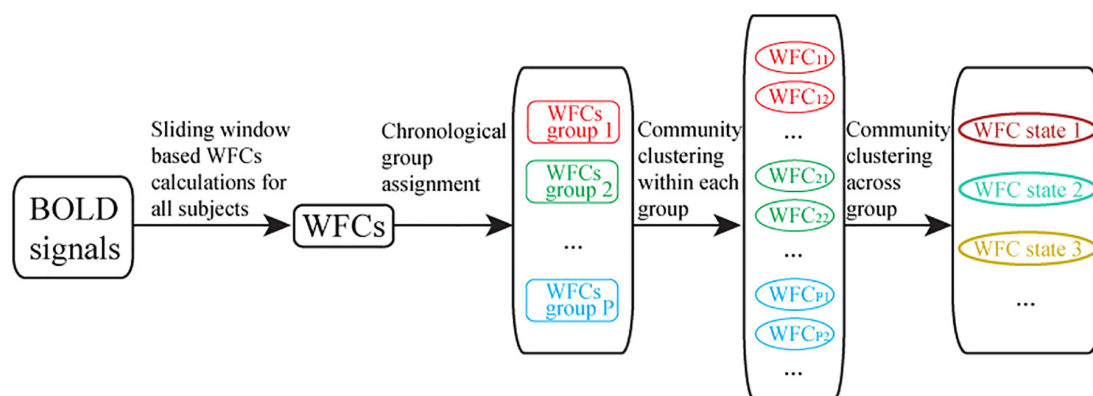 BOLD
signals
Sliding window
based WFCs
calculations for
all subjects
WFCs
Chronological
group
assignment
WFCs
group 1
WFCs
group 2
...
WFCs
group P
Community
clustering
within each
group
WFC₁₁
WFC₁₂
...
WFC₂₁
WFC₂₂
...
WFCₚ₁
WFCₚ₂
...
Community
clustering
across
group
WFC state 1
WFC state 2
WFC state 3
...